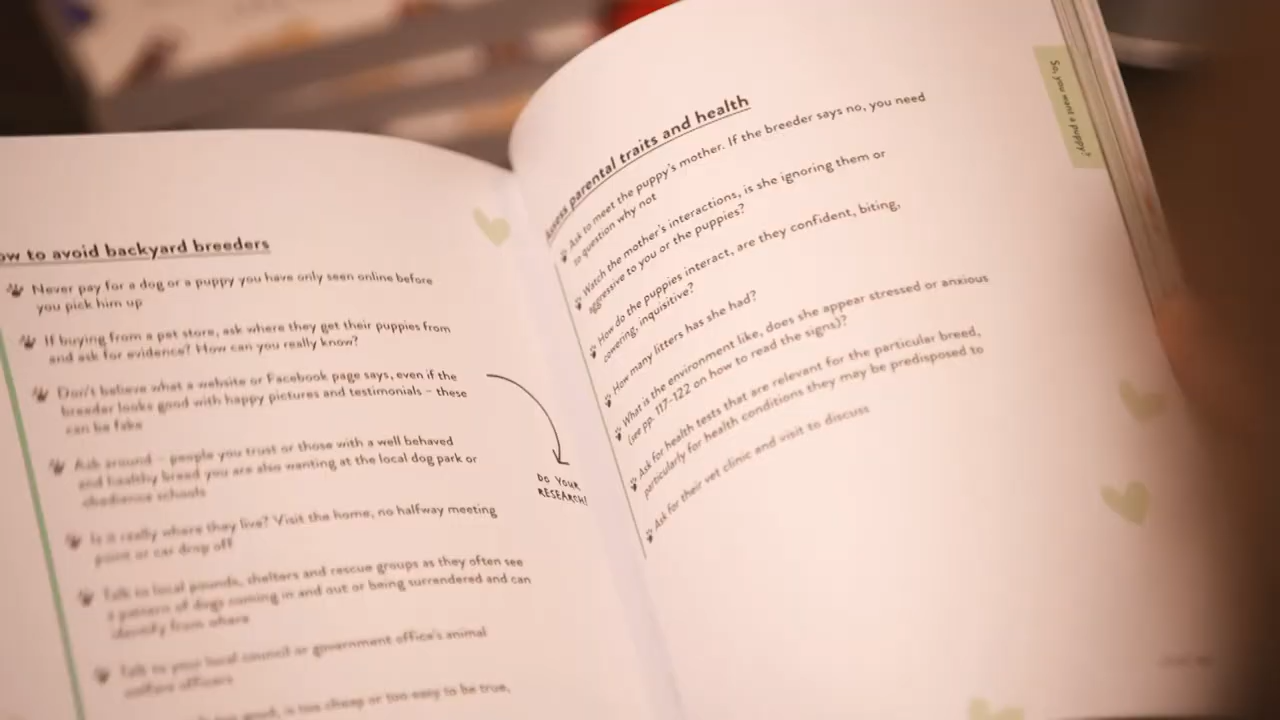 ow to avoid backyard breeders
Never pay for a dog or a puppy you have only seen online before
you pick him up
If buying from a pet store, ask where they get their puppies from
and ask for evidence? How can you really know?
Don't believe what a website or Facebook page says, even if the
breeder looks good with happy pictures and testimonials – these
can be fake
Ask around – people you trust or those with a well behaved
and healthy breed you are also wanting at the local dog park or
obedience schools
Is it really where they live? Visit the home, no halfway meeting
point or car drop off
Talk to local pounds, shelters and rescue groups as they often see
a pattern of dogs coming in and out or being surrendered and can
identify from where
Talk to your local council or government office's animal
welfare officers
good, is too cheap or too easy to be true,
DO YOUR
RESEARCH!
Assess parental traits and health
Ask to meet the puppy's mother. If the breeder says no, you need
to question why not
Watch the mother's interactions, is she ignoring them or
aggressive to you or the puppies?
How do the puppies interact, are they confident, biting,
cowering, inquisitive?
How many litters has she had?
What is the environment like, does she appear stressed or anxious
(see pp. 117–122 on how to read the signs)?
Ask for health tests that are relevant for the particular breed,
particularly for health conditions they may be predisposed to
Ask for their vet clinic and visit to discuss
So, you want a puppy?